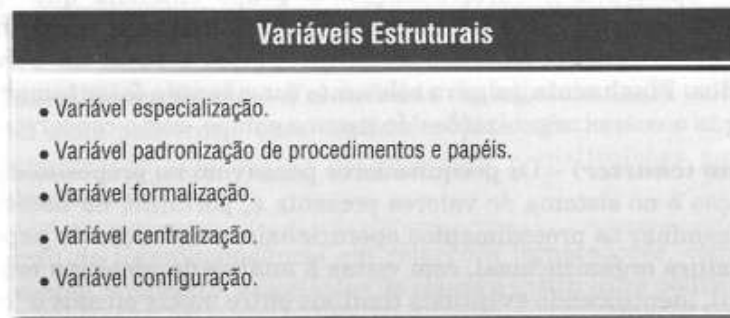 Variáveis Estruturais
• Variável especialização.
• Variável padronização de procedimentos e papéis.
• Variável formalização.
• Variável centralização.
• Variável configuração.